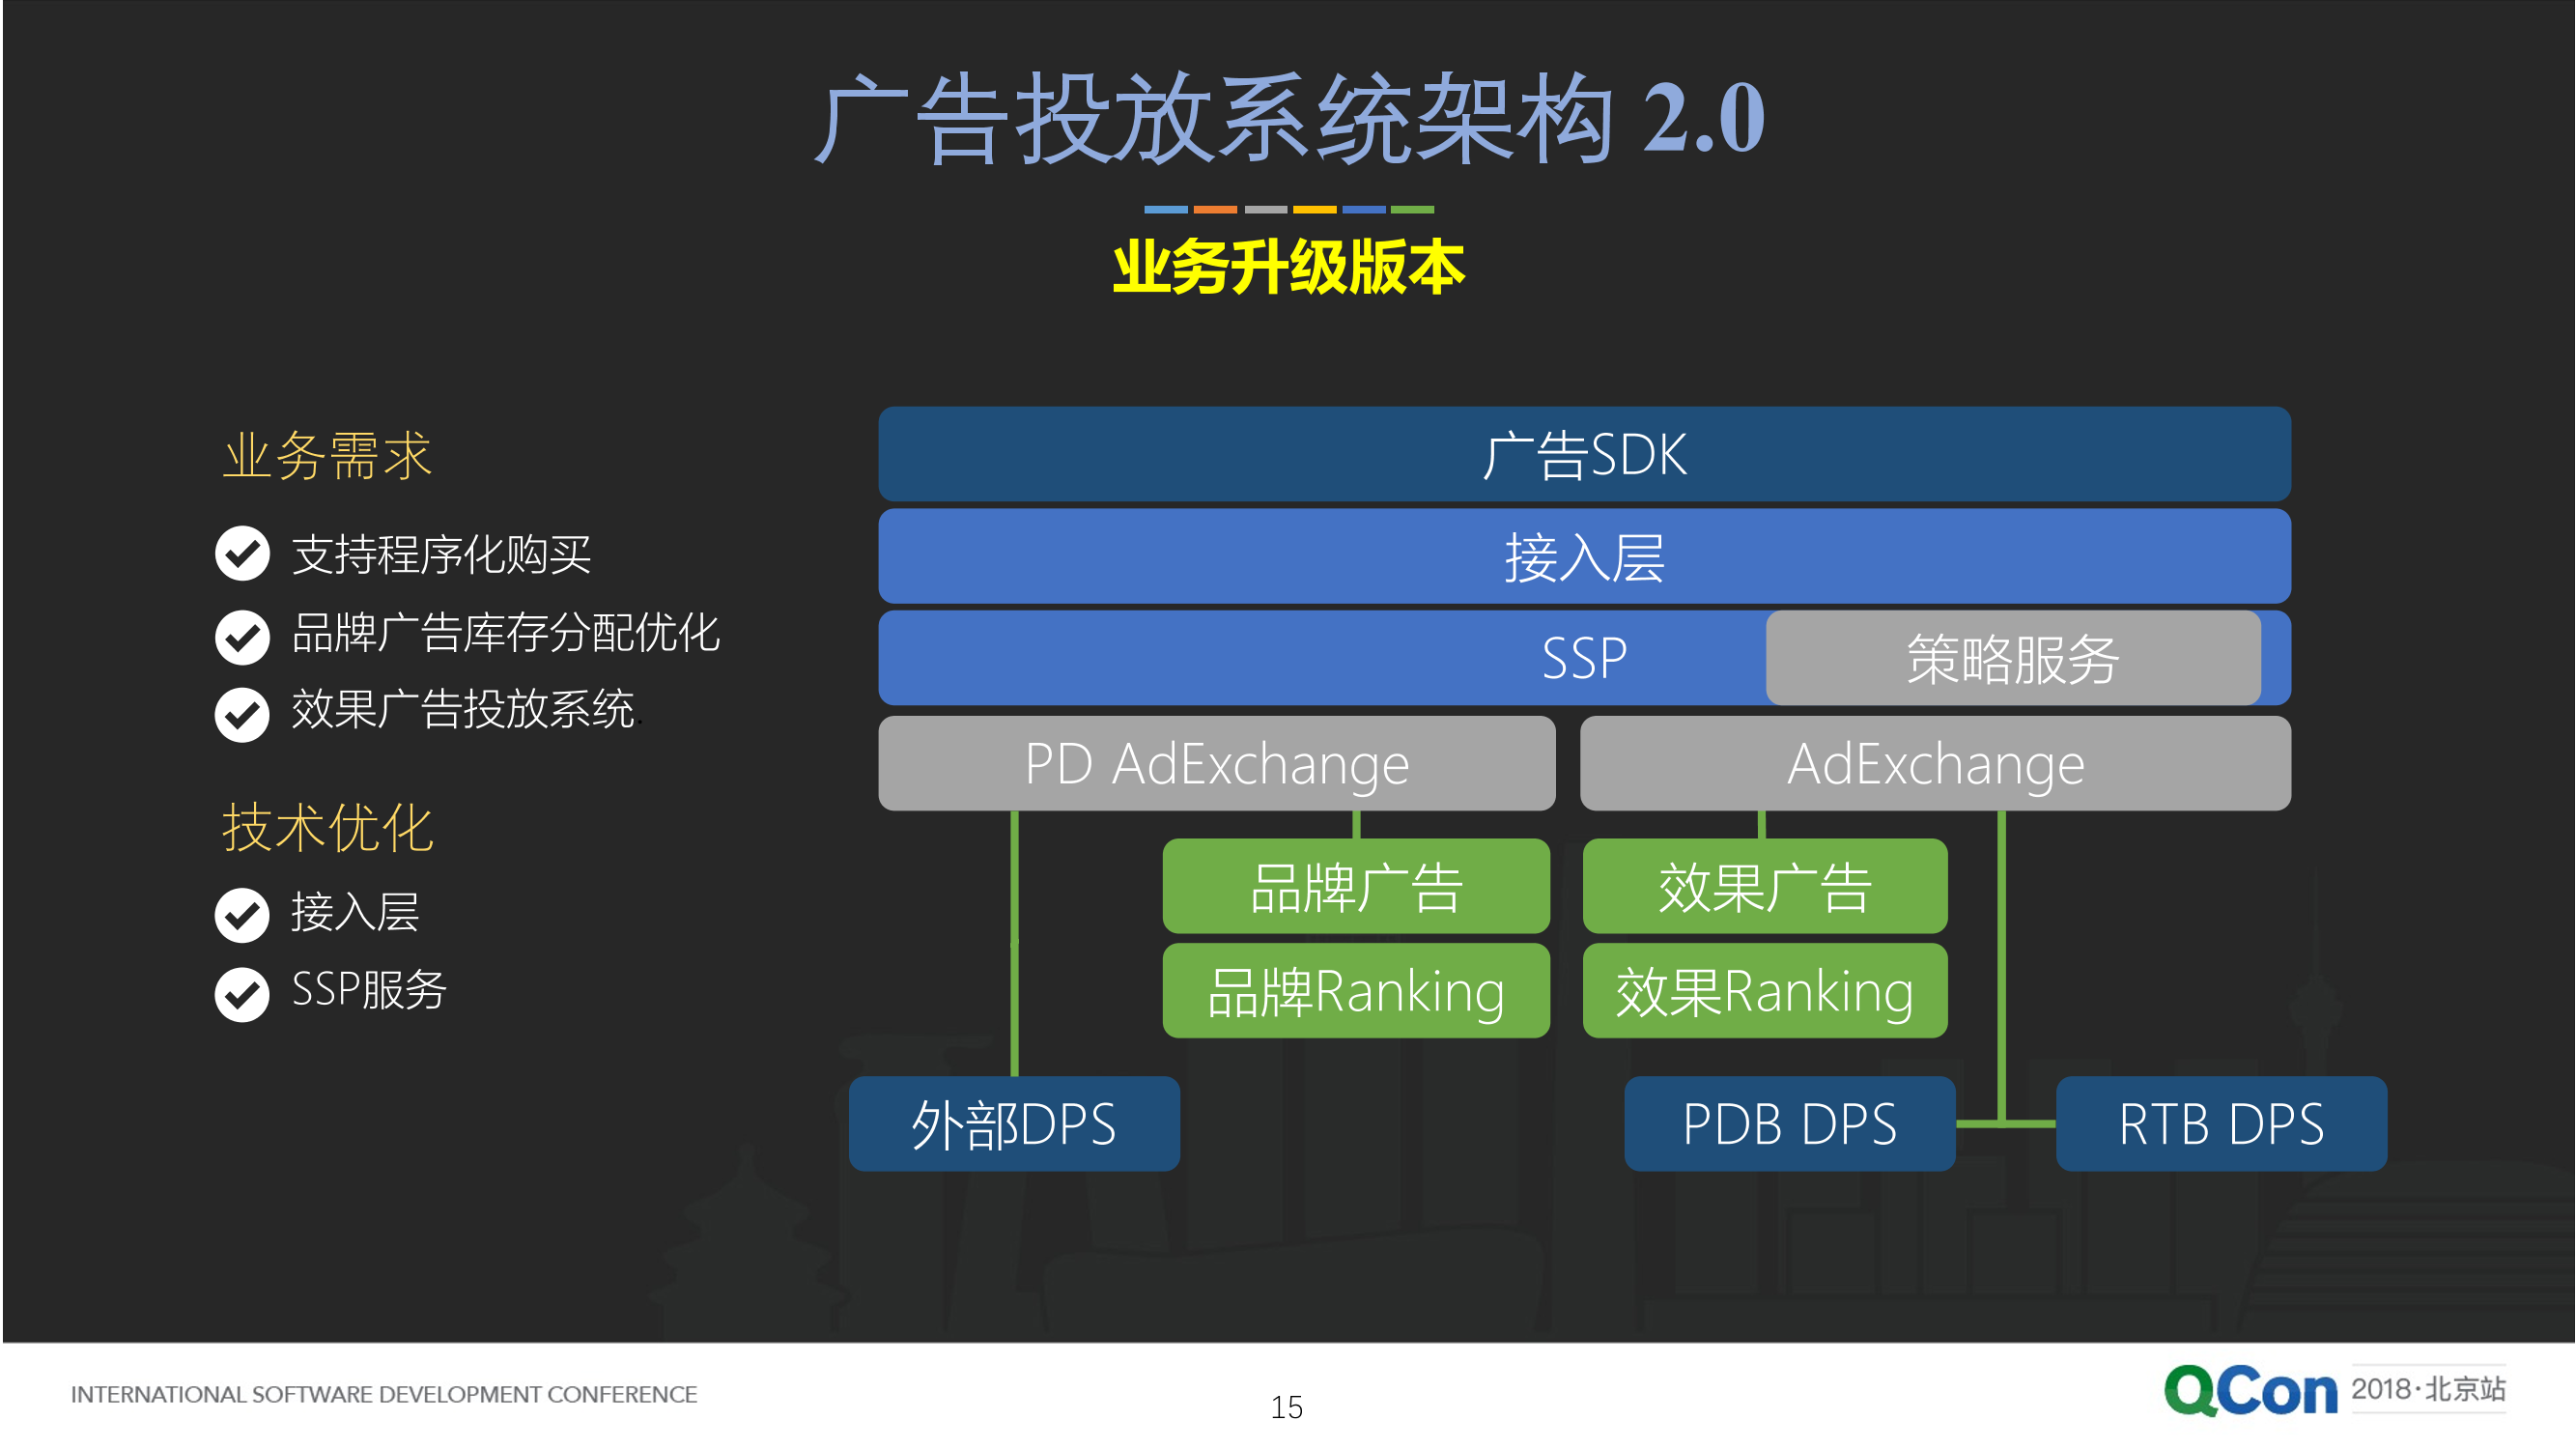 广告投放系统架构 2.0
业务升级版本
业务需求
支持程序化购买
品牌广告库存分配优化
效果广告投放系统.
技术优化
接入层
SSP服务
广告SDK
接入层
SSP
策略服务
PD AdExchange
AdExchange
品牌广告
效果广告
品牌Ranking
效果Ranking
外部DPS
PDB DPS
RTB DPS
INTERNATIONAL SOFTWARE DEVELOPMENT CONFERENCE
15
QCon 2018·北京站